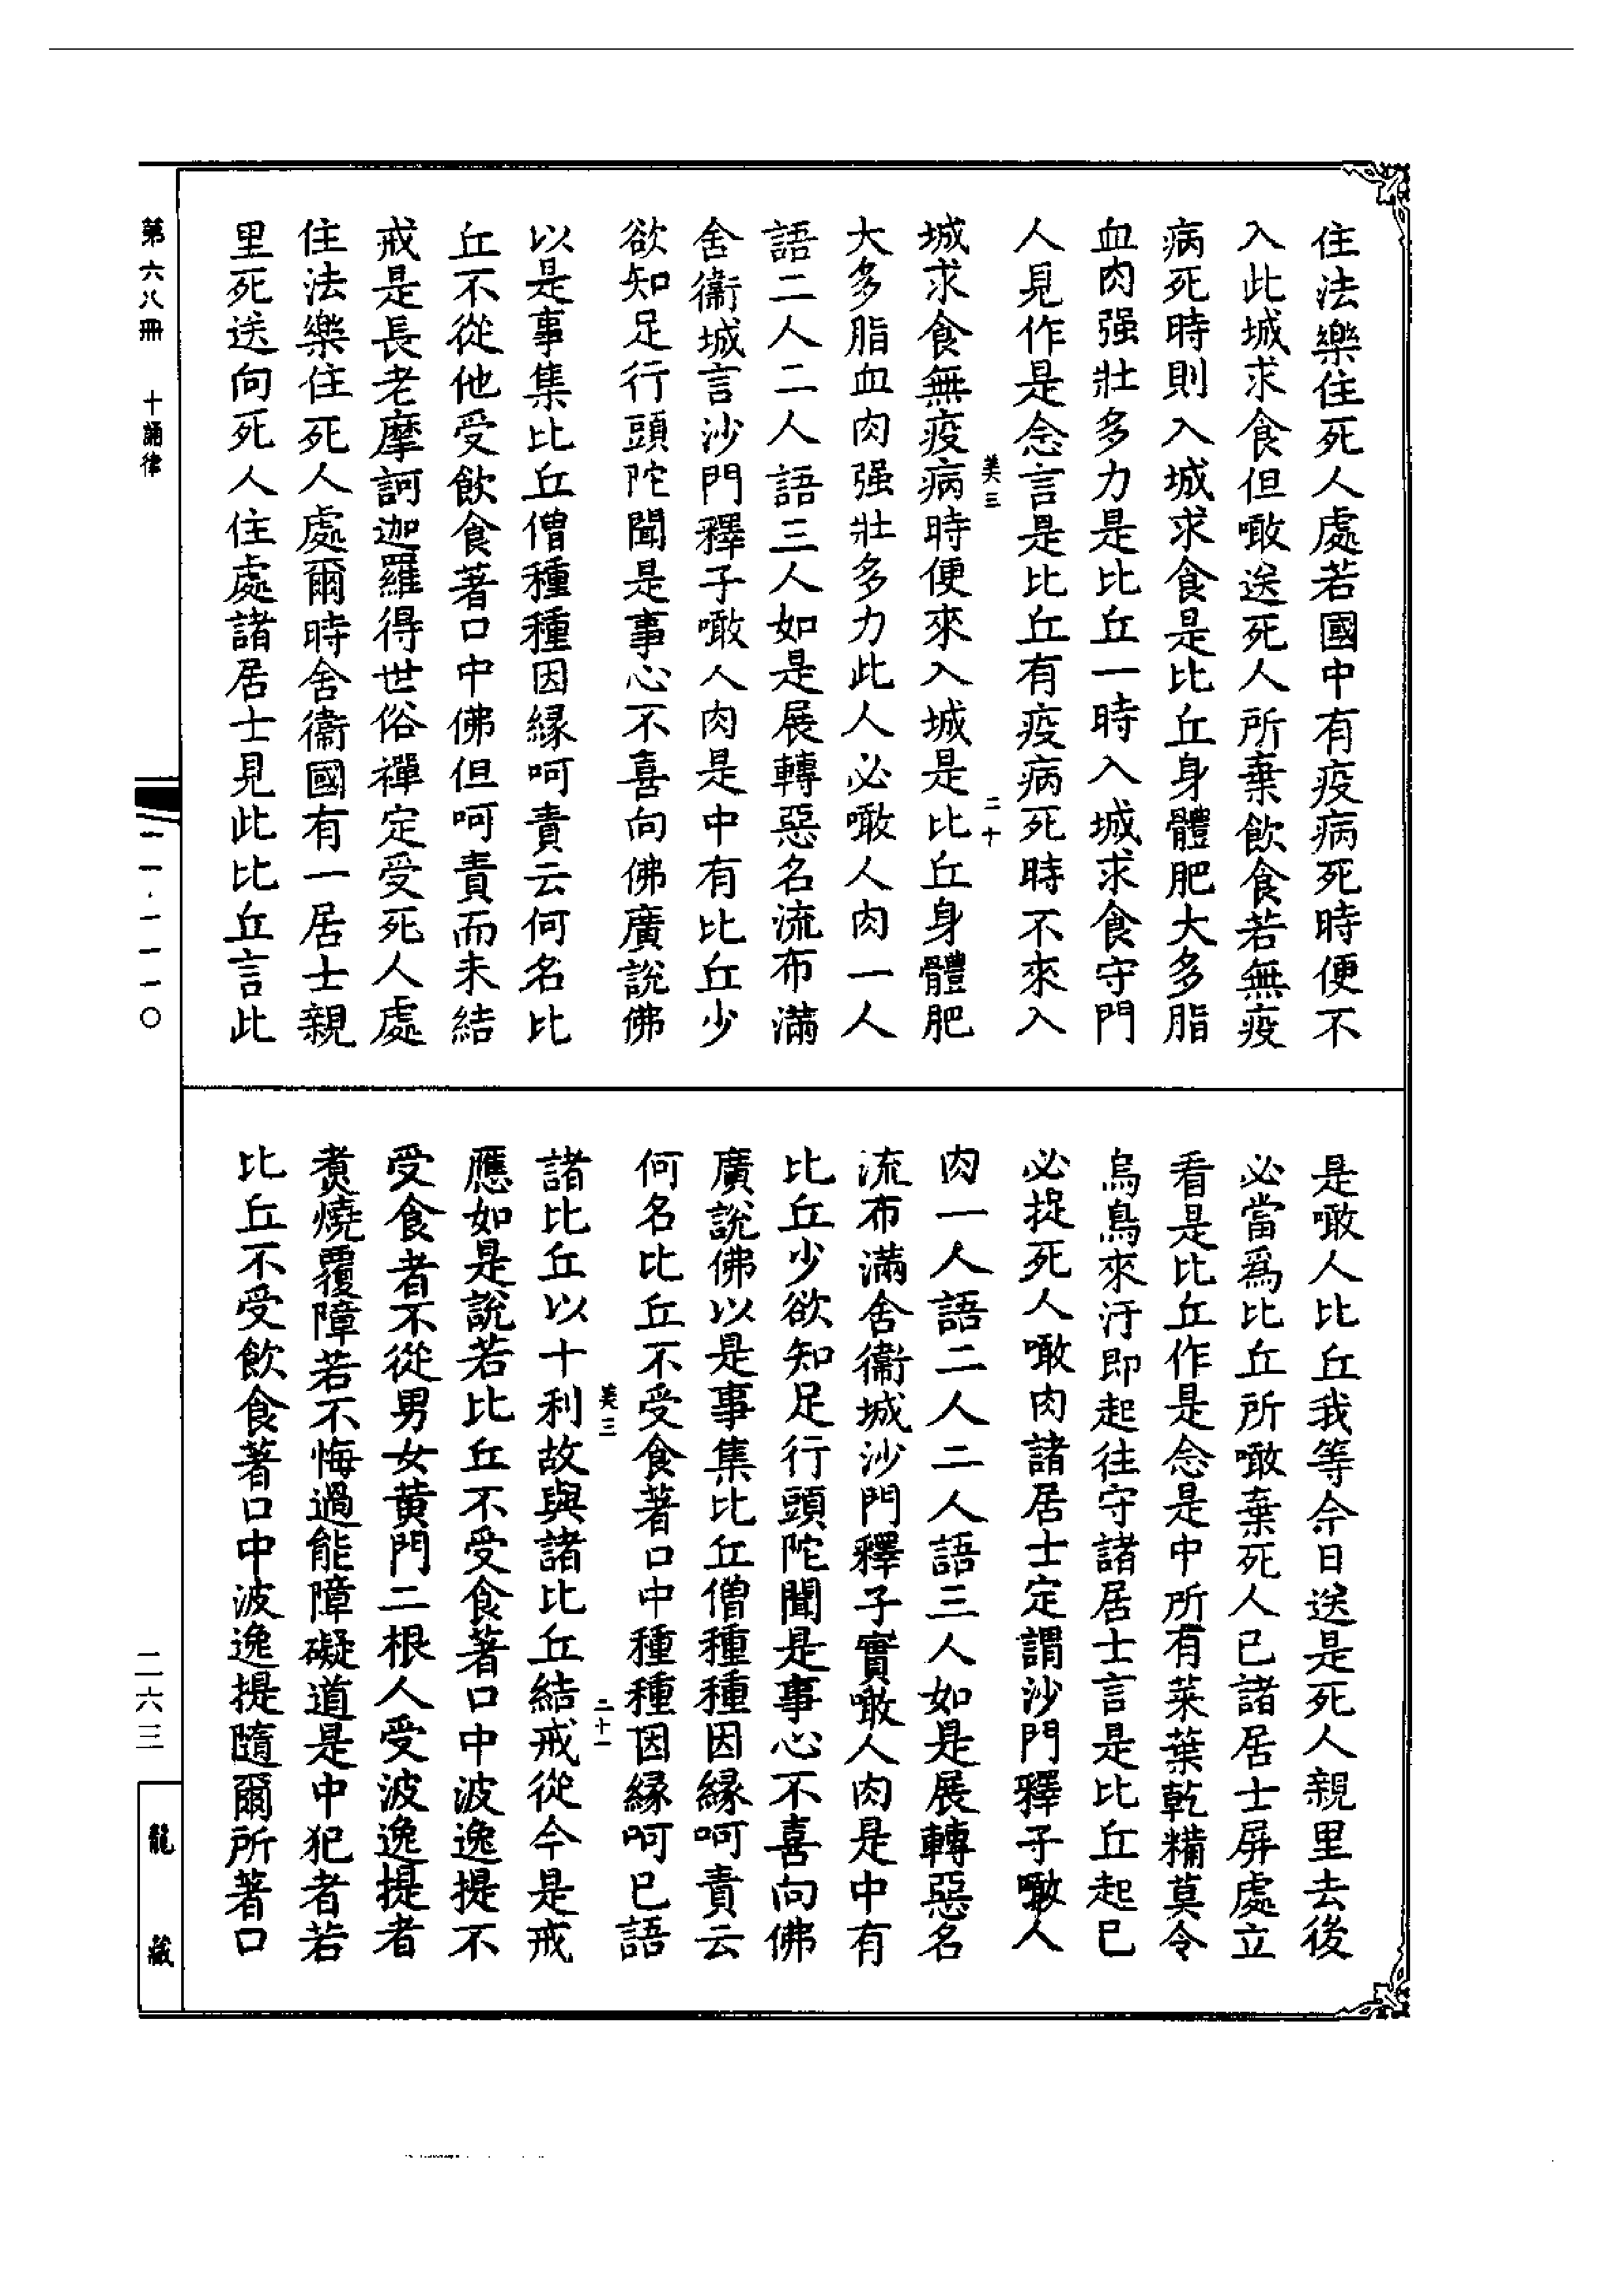 住法樂住死人處若國中有疫病死時便不
入此城求食但噉送死人所棄飲食若無疫
病死時則入城求食是比丘身體肥大多脂
血肉强壯多力是比丘一時入城求食守門
人見作是念言是比丘有疫病死時不來入
美三
二十
城求食無疫病時便來入城是比丘身體肥
大多脂血肉强壯多力此人必噉人肉一人
語二人二人語三人如是展轉惡名流布滿
舍衞城言沙門釋子噉人肉是中有比丘少
欲知足行頭陀聞是事心不喜向佛廣說佛
以是事集比丘僧種種因緣呵責云何名比
丘不從他受飲食著口中佛但呵責而未結
戒是長老摩訶迦羅得世俗禪定受死人處
住法樂住死人處爾時舍衞國有一居士親
里死送向死人住處諸居士見此比丘言此
是噉人比丘我等今日送是死人親里去後
必當爲比丘所噉棄死人已諸居士屏處立
看是比丘作是念是中所有萊葉乾糒莫令
烏鳥來汙即起往守諸居士言是比丘起已
必捉死人噉肉諸居士定謂沙門釋子噉人
肉一人語二人二人語三人如是展轉惡名
流布滿舍衞城沙門釋子實噉人肉是中有
比丘少欲知足行頭陀聞是事心不喜向佛
廣說佛以是事集比丘僧種種因緣呵責云
何名比丘不受食著口中種種因緣呵已語
美三
二十一
諸比丘以十利故與諸比丘結戒從今是戒
應如是說若比丘不受食著口中波逸提不
受食者不從男女黃門二根人受波逸提者
煑燒覆障若不悔過能障礙道是中犯者若
比丘不受飲食著口中波逸提隨爾所著口
第六八冊 十誦律
二一·一一一〇
二六三
龍藏